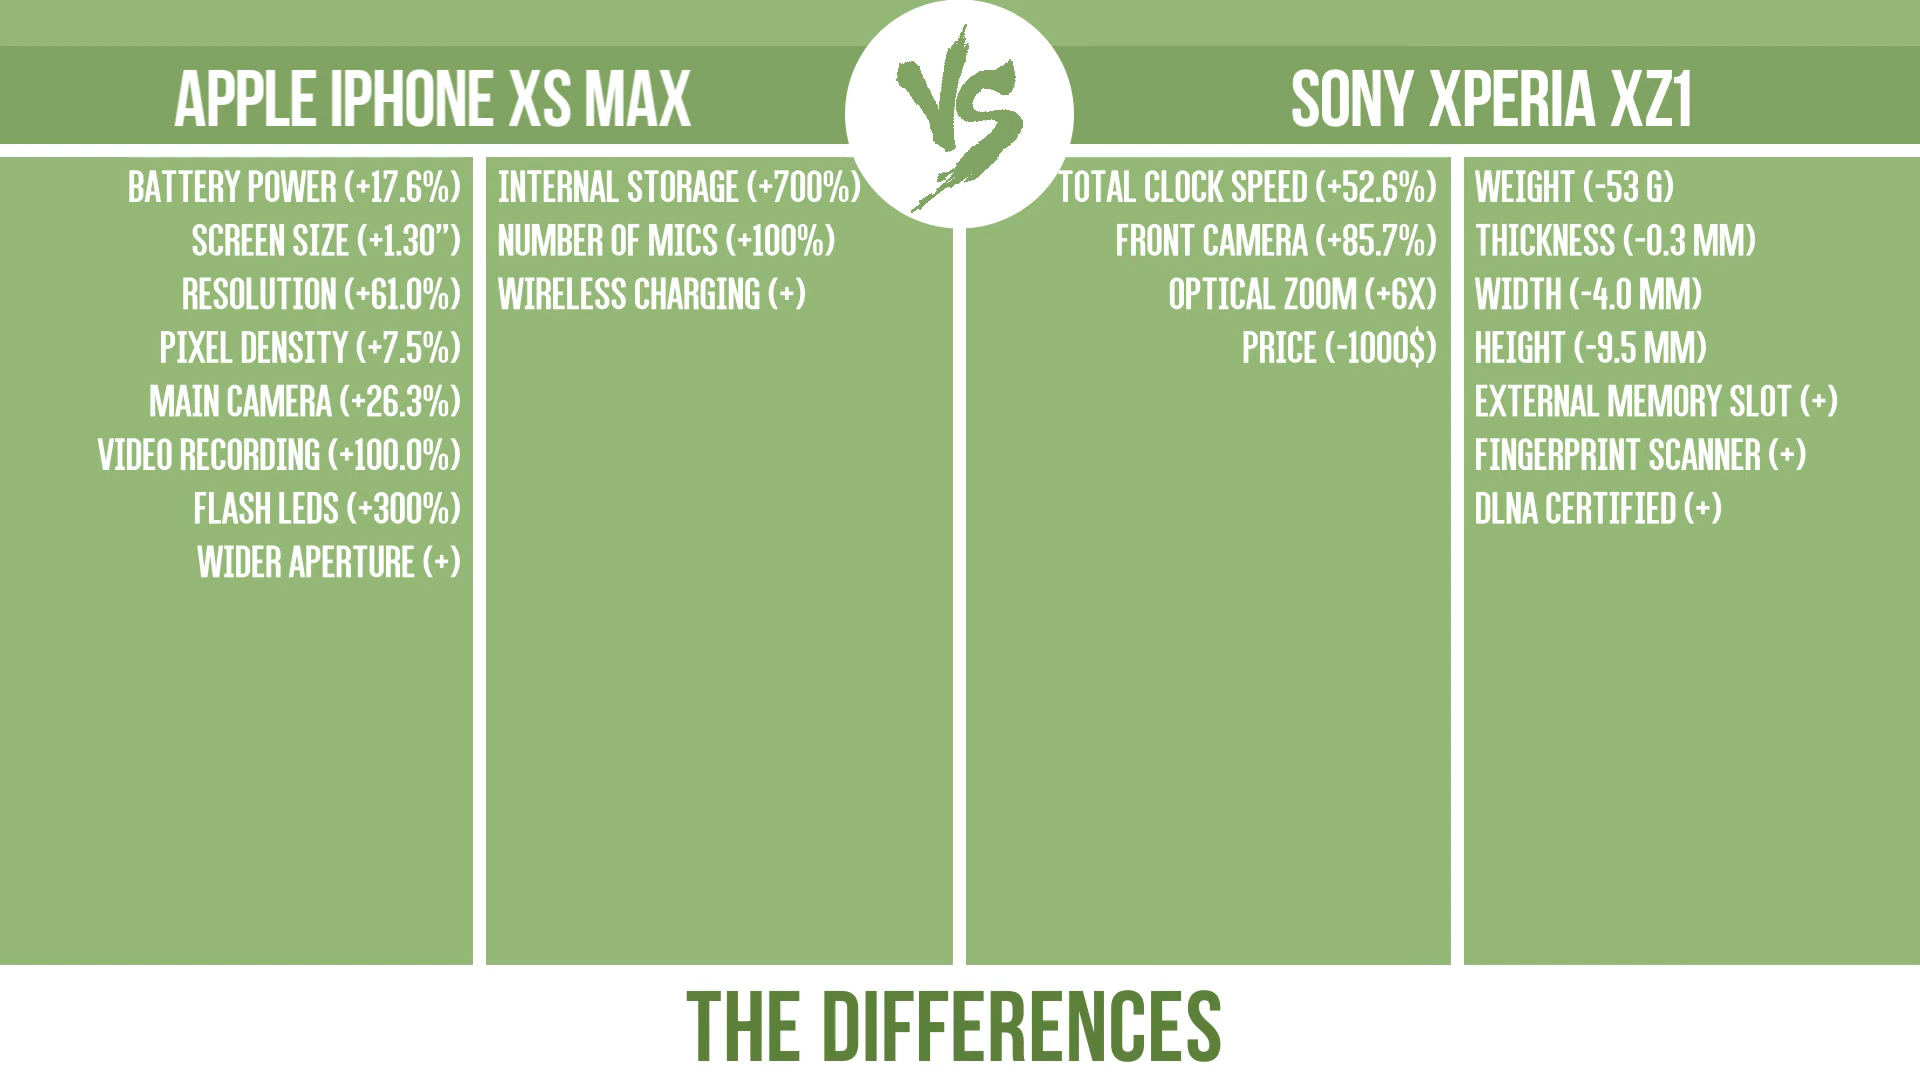 APPLE IPHONE XS MAX
VS
SONY XPERIA XZ1
BATTERY POWER (+17.6%)
SCREEN SIZE (+1.30”)
RESOLUTION (+61.0%)
PIXEL DENSITY (+7.5%)
MAIN CAMERA (+26.3%)
VIDEO RECORDING (+100.0%)
FLASH LEDS (+300%)
WIDER APERTURE (+)
INTERNAL STORAGE (+700%)
NUMBER OF MICS (+100%)
WIRELESS CHARGING (+)
TOTAL CLOCK SPEED (+52.6%)
FRONT CAMERA (+85.7%)
OPTICAL ZOOM (+6X)
PRICE (-1000$)
WEIGHT (-53 G)
THICKNESS (-0.3 MM)
WIDTH (-4.0 MM)
HEIGHT (-9.5 MM)
EXTERNAL MEMORY SLOT (+)
FINGERPRINT SCANNER (+)
DLNA CERTIFIED (+)
THE DIFFERENCES